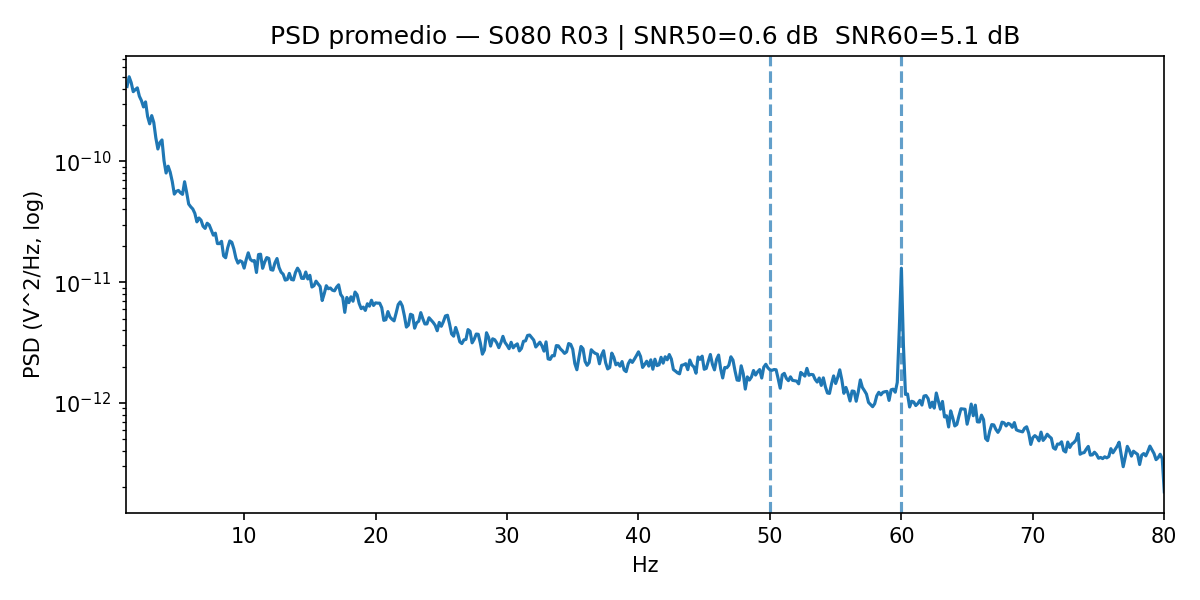 PSD promedio — S080 R03 | SNR50=0.6 dB  SNR60=5.1 dB
PSD (V^2/Hz, log)
10⁻¹⁰
10⁻¹¹
10⁻¹²
10 20 30 40 50 60 70 80
Hz